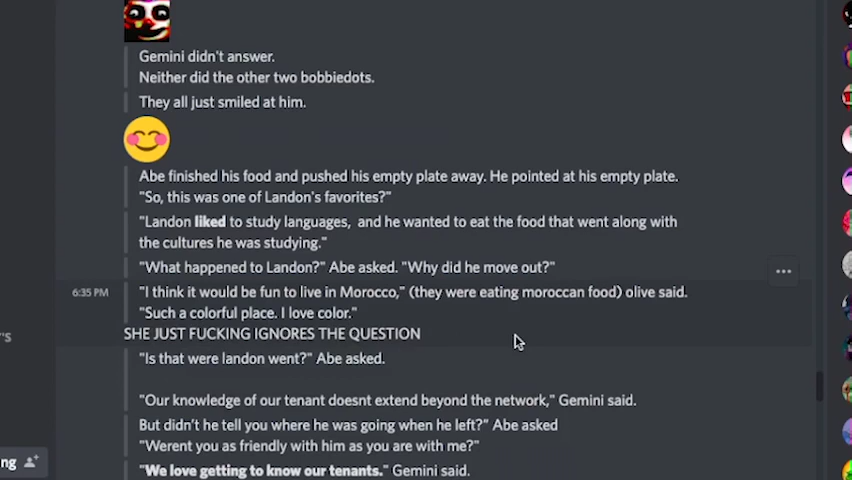 Gemini didn't answer.
Neither did the other two bobbiedots.
They all just smiled at him.
Abe finished his food and pushed his empty plate away. He pointed at his empty plate.
"So, this was one of Landon's favorites?"
"Landon liked to study languages,  and he wanted to eat the food that went along with
the cultures he was studying."
"What happened to Landon?" Abe asked. "Why did he move out?"
6:35 PM
"I think it would be fun to live in Morocco," (they were eating moroccan food) olive said.
"Such a colorful place. I love color."
SHE JUST FUCKING IGNORES THE QUESTION
"Is that were landon went?" Abe asked.
"Our knowledge of our tenant doesnt extend beyond the network," Gemini said.
But didn't he tell you where he was going when he left?" Abe asked
"Werent you as friendly with him as you are with me?"
"We love getting to know our tenants." Gemini said.
's
ng